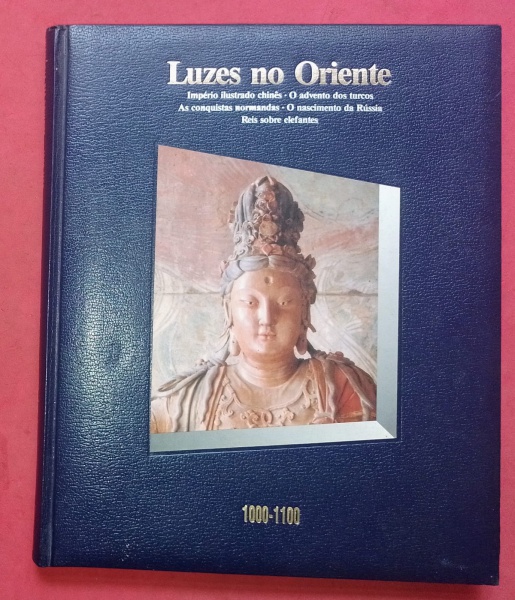 Luzes no Oriente
Império ilustrado chinês · O advento dos turcos
As conquistas normandas · O nascimento da Rússia
Reis sobre elefantes
1000-1100